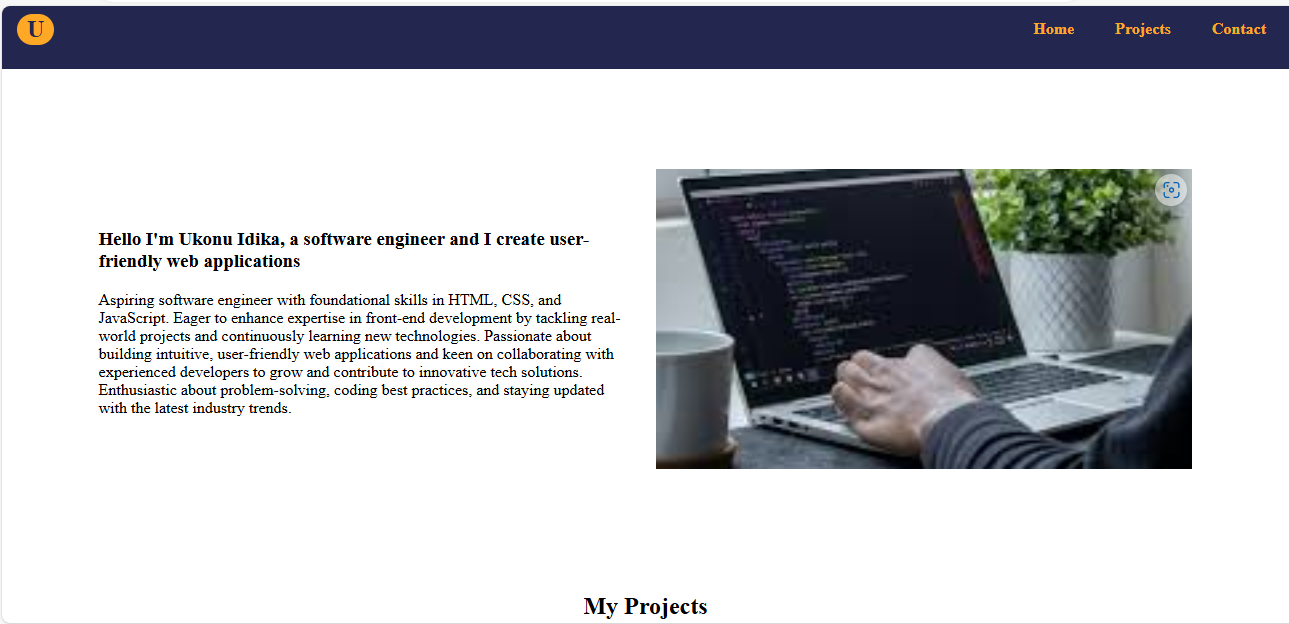 U
Home Projects Contact
Hello I'm Ukonu Idika, a software engineer and I create user-
friendly web applications
Aspiring software engineer with foundational skills in HTML, CSS, and
JavaScript. Eager to enhance expertise in front-end development by tackling real-
world projects and continuously learning new technologies. Passionate about
building intuitive, user-friendly web applications and keen on collaborating with
experienced developers to grow and contribute to innovative tech solutions.
Enthusiastic about problem-solving, coding best practices, and staying updated
with the latest industry trends.
My Projects